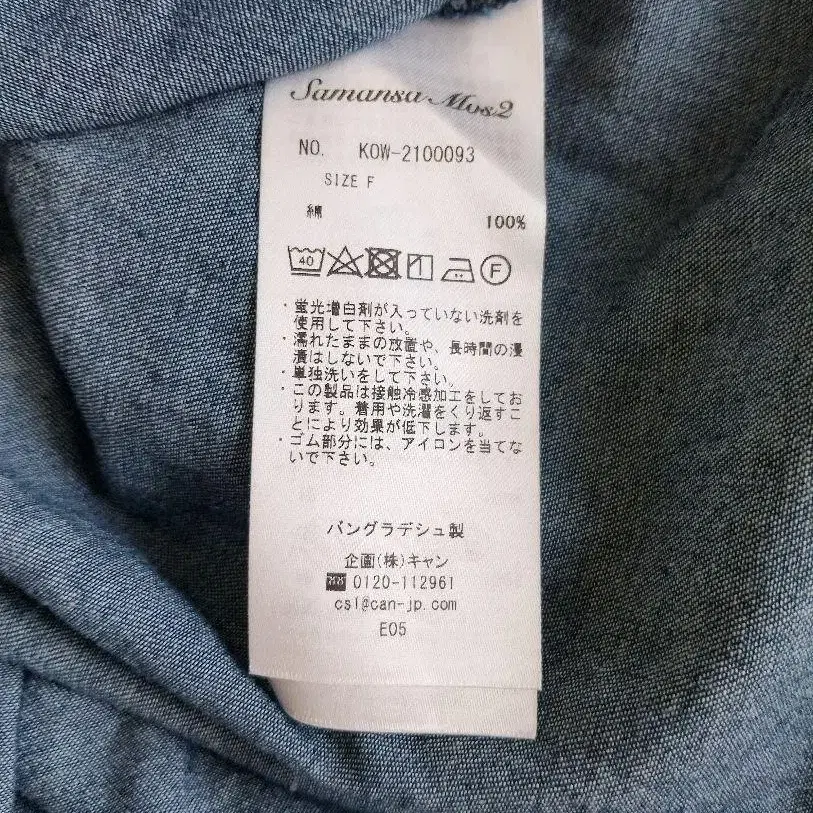 Samansa Mos2
NO. KOW-2100093
SIZE F
綿 100%
40
F
・蛍光増白剤が入っていない洗剤を
使用して下さい。
・濡れたままの放置や、長時間の浸
漬はしないで下さい。
・単独洗いをして下さい。
・この製品は接触冷感加工をしてお
ります。着用や洗濯をくり返すこ
とにより効果が低下します。
・ゴム部分には、アイロンを当てな
いで下さい。
バングラデシュ製
企画(株)キャン
0120-112961
cs1@can-jp.com
E05